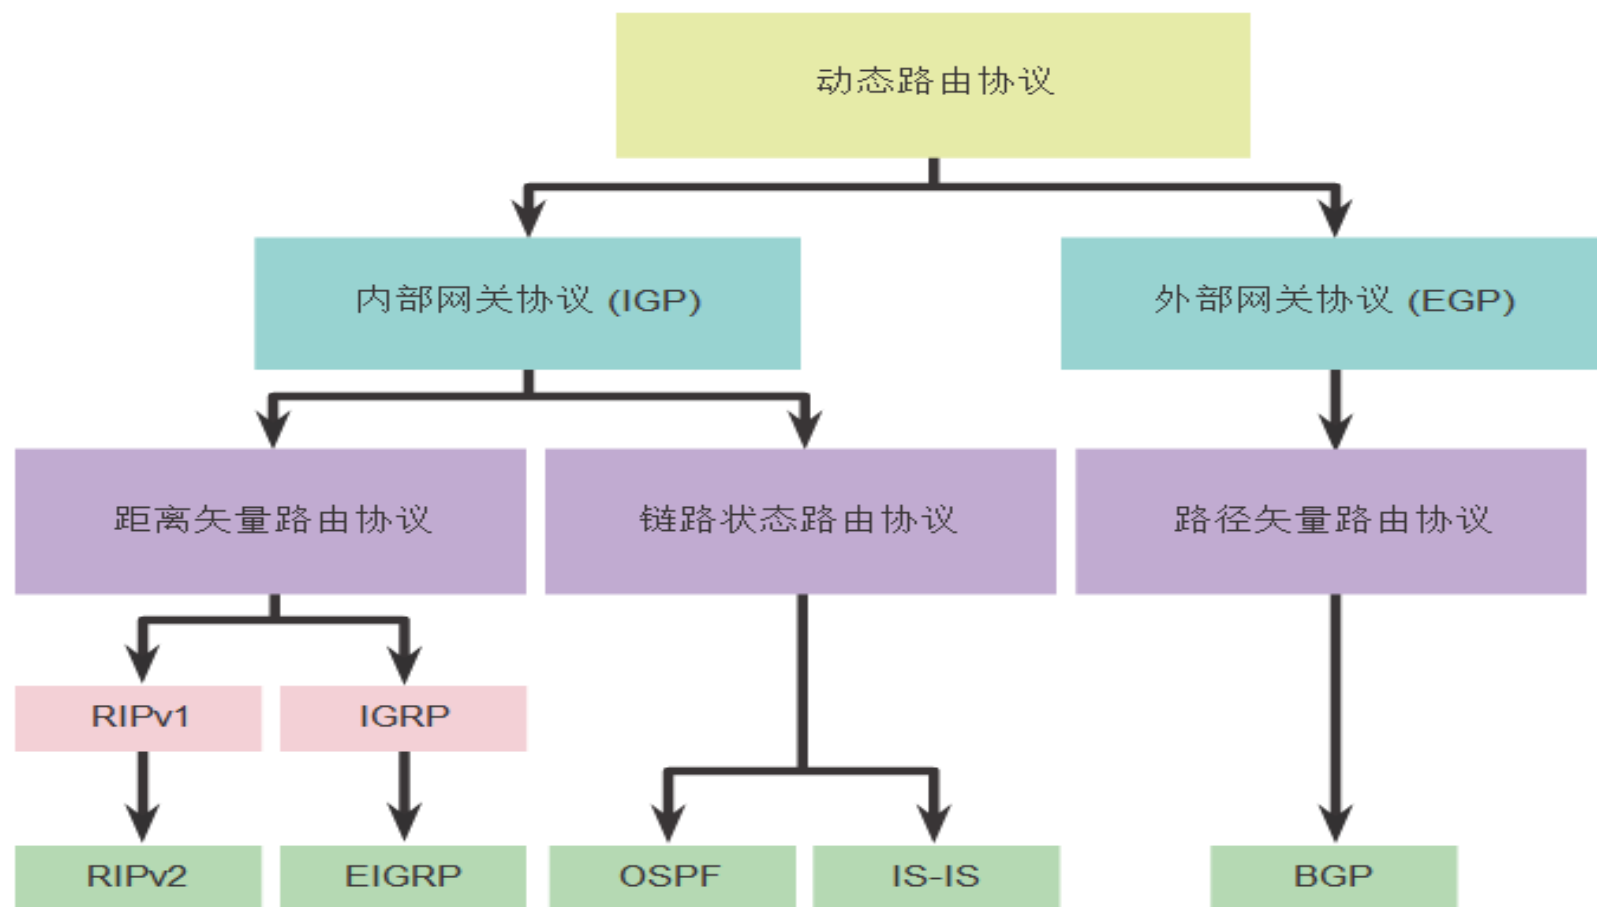 动态路由协议
内部网关协议 (IGP)
外部网关协议 (EGP)
距离矢量路由协议
链路状态路由协议
路径矢量路由协议
RIPv1
IGRP
RIPv2
EIGRP
OSPF
IS-IS
BGP